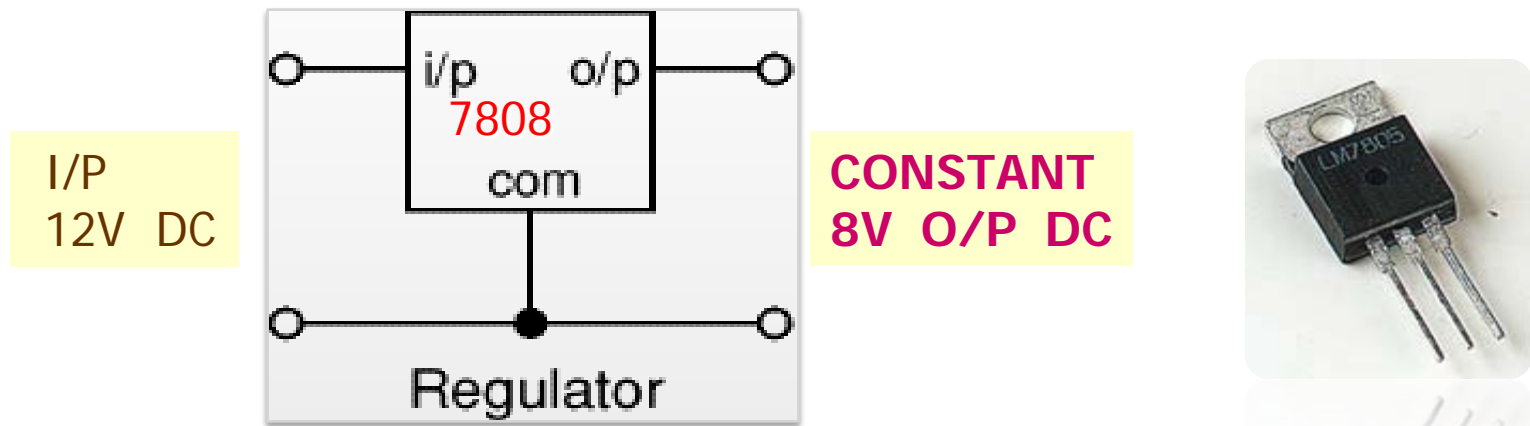 I/P
12V DC
i/p o/p
7808
com
Regulator
CONSTANT
8V O/P DC
LM7805